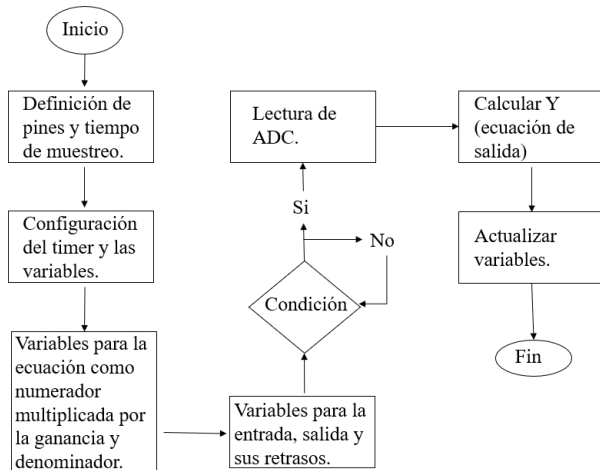 Inicio
Definición de
pines y tiempo
de muestreo.
Configuración
del timer y las
variables.
Variables para la
ecuación como
numerador
multiplicada por
la ganancia y
denominador.
Variables para la
entrada, salida y
sus retrasos.
Condición
No
Si
Lectura de
ADC.
Calcular Y
(ecuación de
salida)
Actualizar
variables.
Fin